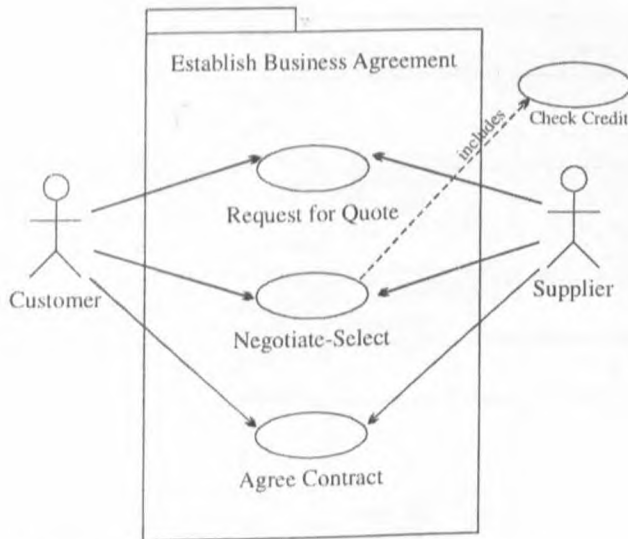 Establish Business Agreement
includes
Check Credit
Request for Quote
Customer
Supplier
Negotiate-Select
Agree Contract